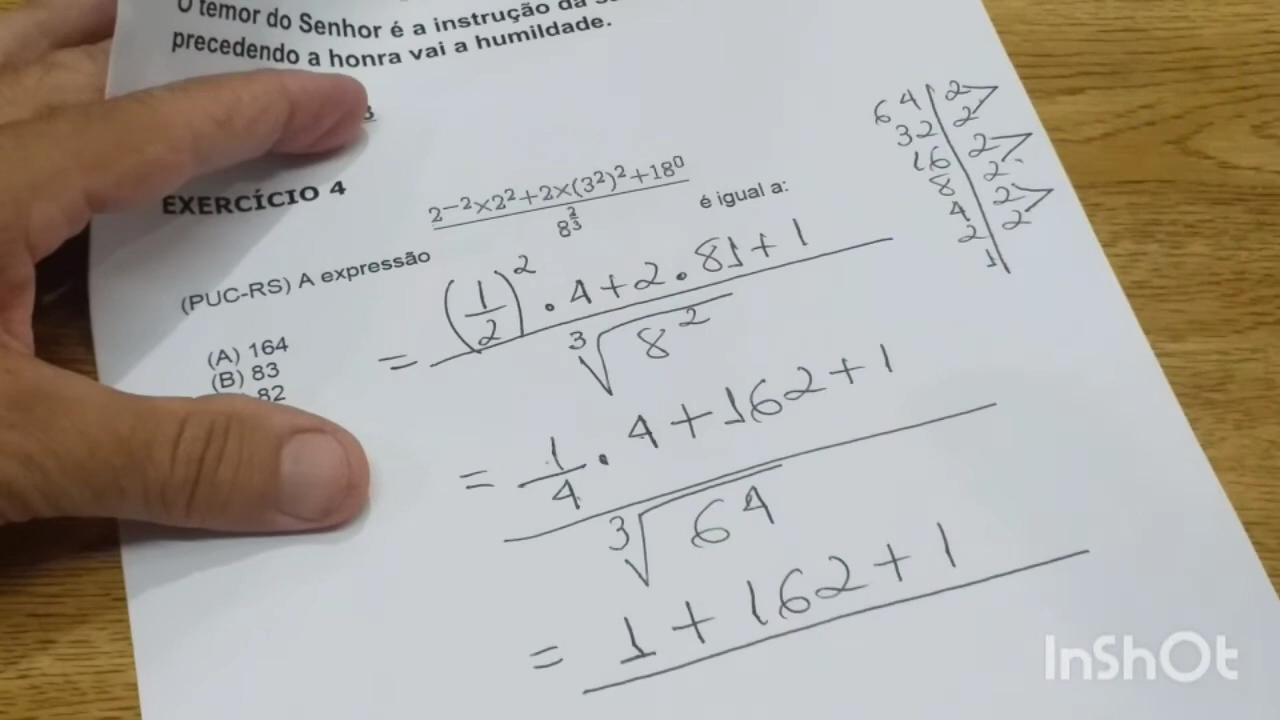 O temor do Senhor é a instrução da
precedendo a honra vai a humildade.
EXERCÍCIO 4
(PUC-RS) A expressão (2⁻²×2²+2×(3²)²+18⁰)/8^(2/3) é igual a:
(A) 164
(B) 83
82
= ((1/2)² . 4 + 2 . 81 + 1)/∛8²
= (1/4 . 4 + 162 + 1)/∛64
= 1 + 162 + 1
64 | 2
32 | 2
16 | 2
8 | 2
4 | 2
2 | 2
1
InShOt